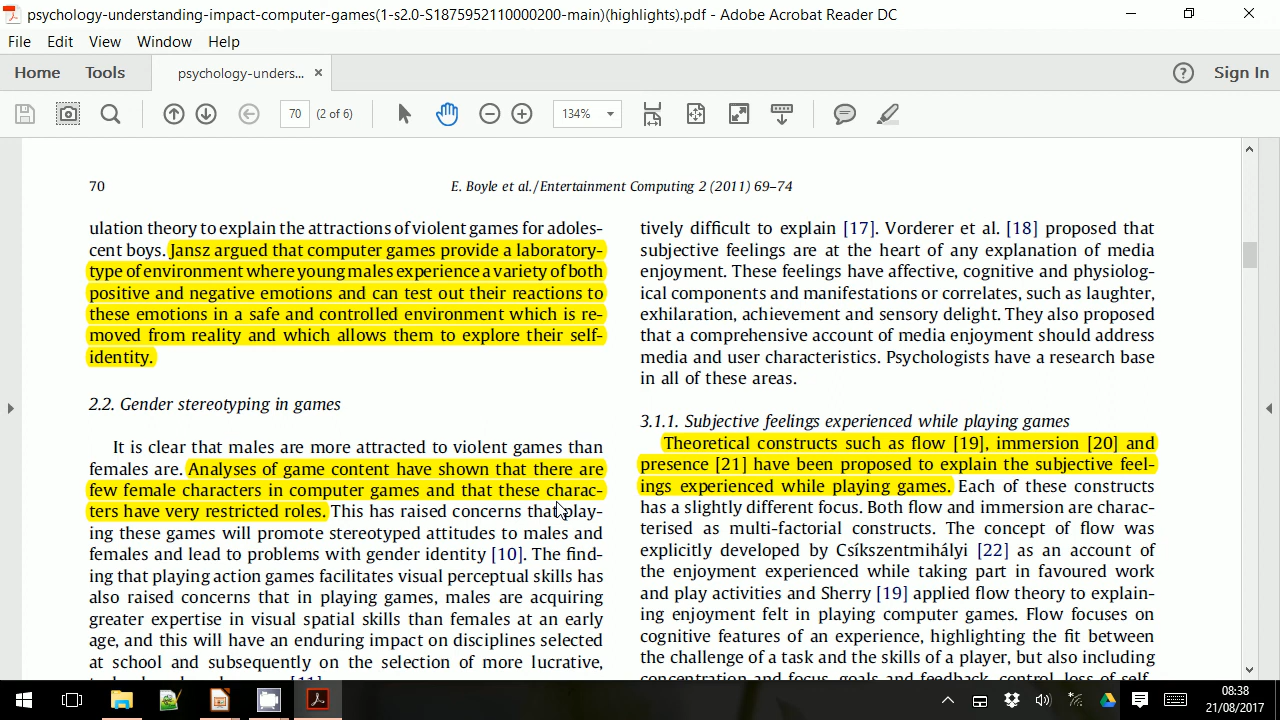 psychology-understanding-impact-computer-games(1-s2.0-S1875952110000200-main)(highlights).pdf - Adobe Acrobat Reader DC
File Edit View Window Help
Home Tools psychology-unders... × ? Sign In
70 (2 of 6) 134%
70 E. Boyle et al./Entertainment Computing 2 (2011) 69–74
ulation theory to explain the attractions of violent games for adoles-
cent boys. Jansz argued that computer games provide a laboratory-
type of environment where young males experience a variety of both
positive and negative emotions and can test out their reactions to
these emotions in a safe and controlled environment which is re-
moved from reality and which allows them to explore their self-
identity.
2.2. Gender stereotyping in games
It is clear that males are more attracted to violent games than
females are. Analyses of game content have shown that there are
few female characters in computer games and that these charac-
ters have very restricted roles. This has raised concerns that play-
ing these games will promote stereotyped attitudes to males and
females and lead to problems with gender identity [10]. The find-
ing that playing action games facilitates visual perceptual skills has
also raised concerns that in playing games, males are acquiring
greater expertise in visual spatial skills than females at an early
age, and this will have an enduring impact on disciplines selected
at school and subsequently on the selection of more lucrative,
tively difficult to explain [17]. Vorderer et al. [18] proposed that
subjective feelings are at the heart of any explanation of media
enjoyment. These feelings have affective, cognitive and physiolog-
ical components and manifestations or correlates, such as laughter,
exhilaration, achievement and sensory delight. They also proposed
that a comprehensive account of media enjoyment should address
media and user characteristics. Psychologists have a research base
in all of these areas.
3.1.1. Subjective feelings experienced while playing games
Theoretical constructs such as flow [19], immersion [20] and
presence [21] have been proposed to explain the subjective feel-
ings experienced while playing games. Each of these constructs
has a slightly different focus. Both flow and immersion are charac-
terised as multi-factorial constructs. The concept of flow was
explicitly developed by Csíkszentmihályi [22] as an account of
the enjoyment experienced while taking part in favoured work
and play activities and Sherry [19] applied flow theory to explain-
ing enjoyment felt in playing computer games. Flow focuses on
cognitive features of an experience, highlighting the fit between
the challenge of a task and the skills of a player, but also including
concentration and focus, goals and feedback, control, loss of self-
08:38
21/08/2017